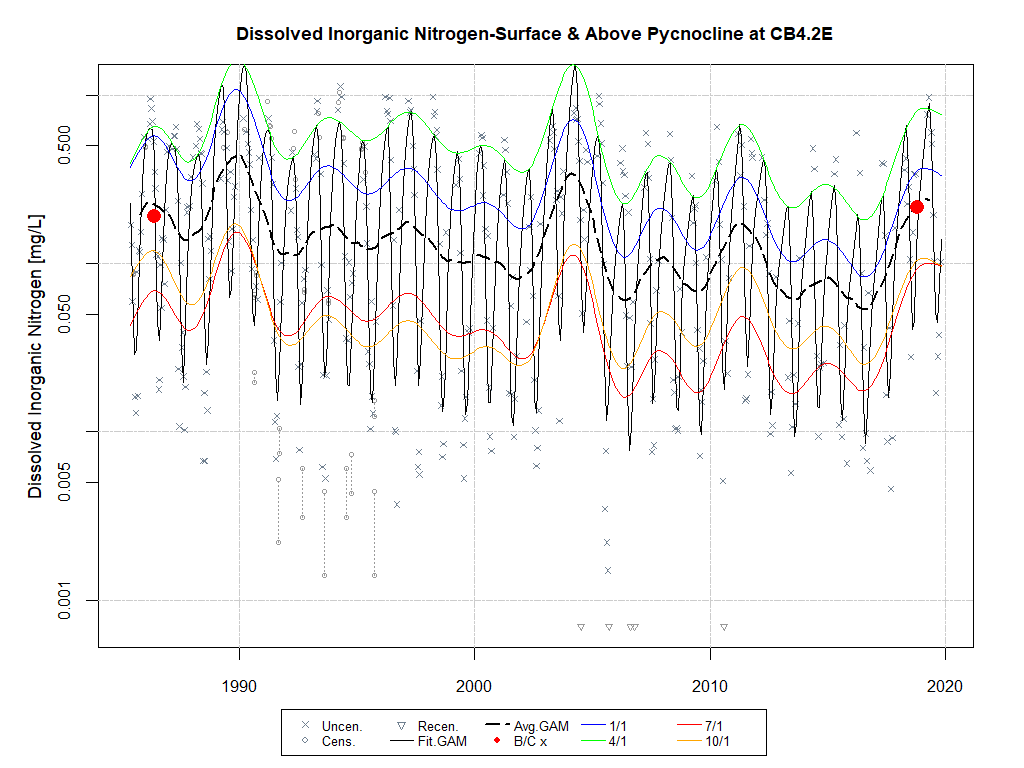 Dissolved Inorganic Nitrogen-Surface & Above Pycnocline at CB4.2E
Dissolved Inorganic Nitrogen [mg/L]
0.500
0.050
0.005
0.001
1990 2000 2010 2020
Uncen. Recen. Avg.GAM 1/1 7/1
Cens. Fit.GAM B/C x 4/1 10/1